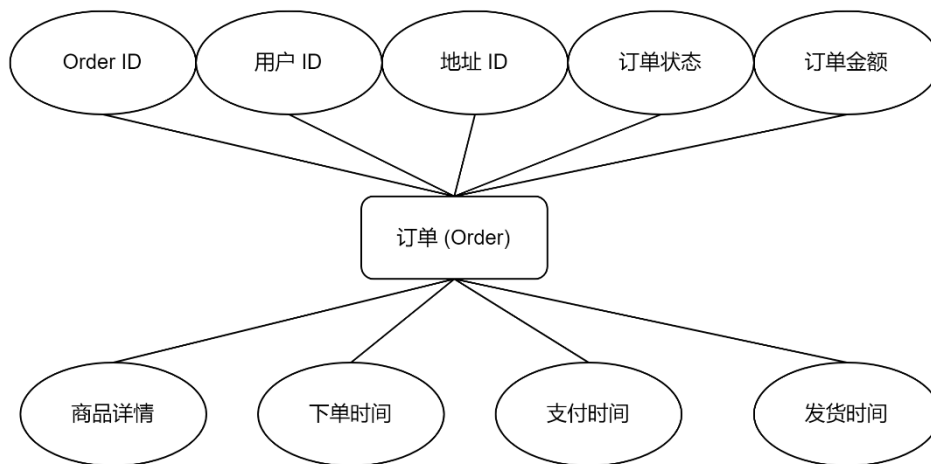 Order ID
用户 ID
地址 ID
订单状态
订单金额
订单 (Order)
商品详情
下单时间
支付时间
发货时间